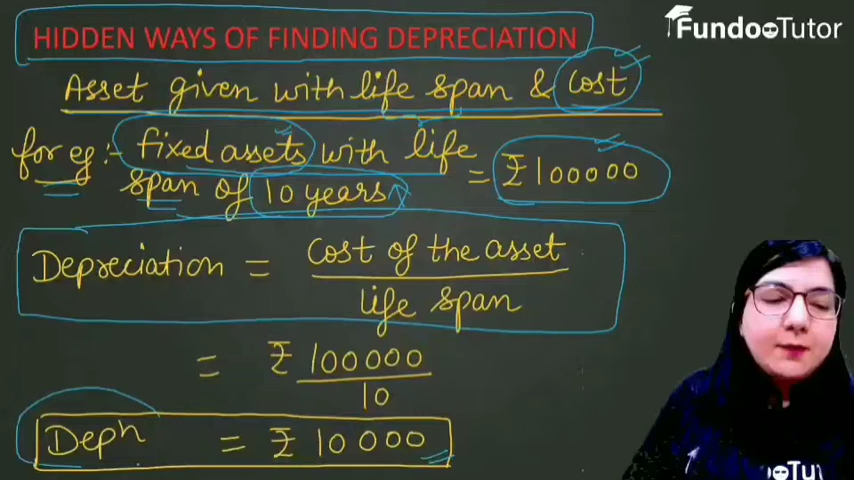 HIDDEN WAYS OF FINDING DEPRECIATION
FundooTutor
Asset given with life span & cost
for eg :- fixed assets with life
span of 10 years
= ₹100000
Depreciation = Cost of the asset
life span
= ₹ 100000
10
Depn = ₹ 10000